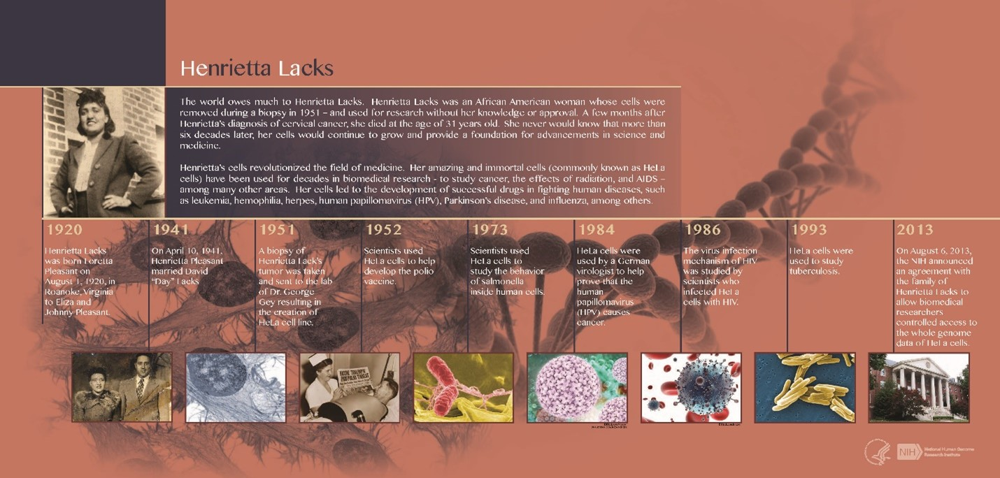 Henrietta Lacks
The world owes much to Henrietta Lacks. Henrietta Lacks was an African American woman whose cells were
removed during a biopsy in 1951 – and used for research without her knowledge or approval. A few months after
Henrietta's diagnosis of cervical cancer, she died at the age of 31 years old. She never would know that more than
six decades later, her cells would continue to grow and provide a foundation for advancements in science and
medicine.
Henrietta's cells revolutionized the field of medicine. Her amazing and immortal cells (commonly known as HeLa
cells) have been used for decades in biomedical research - to study cancer, the effects of radiation, and AIDS –
among many other areas. Her cells led to the development of successful drugs in fighting human diseases, such
as leukemia, hemophilia, herpes, human papillomavirus (HPV), Parkinson's disease, and influenza, among others.
1920
Henrietta Lacks
was born Loretta
Pleasant on
August 1, 1920, in
Roanoke, Virginia
to Eliza and
Johnny Pleasant.
1941
On April 10, 1941,
Henrietta Pleasant
married David
"Day" Lacks
1951
A biopsy of
Henrietta Lack's
tumor was taken
and sent to the lab
of Dr. George
Gey resulting in
the creation of
HeLa cell line.
1952
Scientists used
HeLa cells to help
develop the polio
vaccine.
1973
Scientists used
HeLa cells to
study the behavior
of salmonella
inside human cells.
1984
HeLa cells were
used by a German
virologist to help
prove that the
human
papillomavirus
(HPV) causes
cancer.
1986
The virus infection
mechanism of HIV
was studied by
scientists who
infected HeLa
cells with HIV.
1993
HeLa cells were
used to study
tuberculosis.
2013
On August 6, 2013,
the NIH announced
an agreement with
the family of
Henrietta Lacks to
allow biomedical
researchers
controlled access to
the whole genome
data of HeLa cells.
NIH
National Human Genome
Research Institute